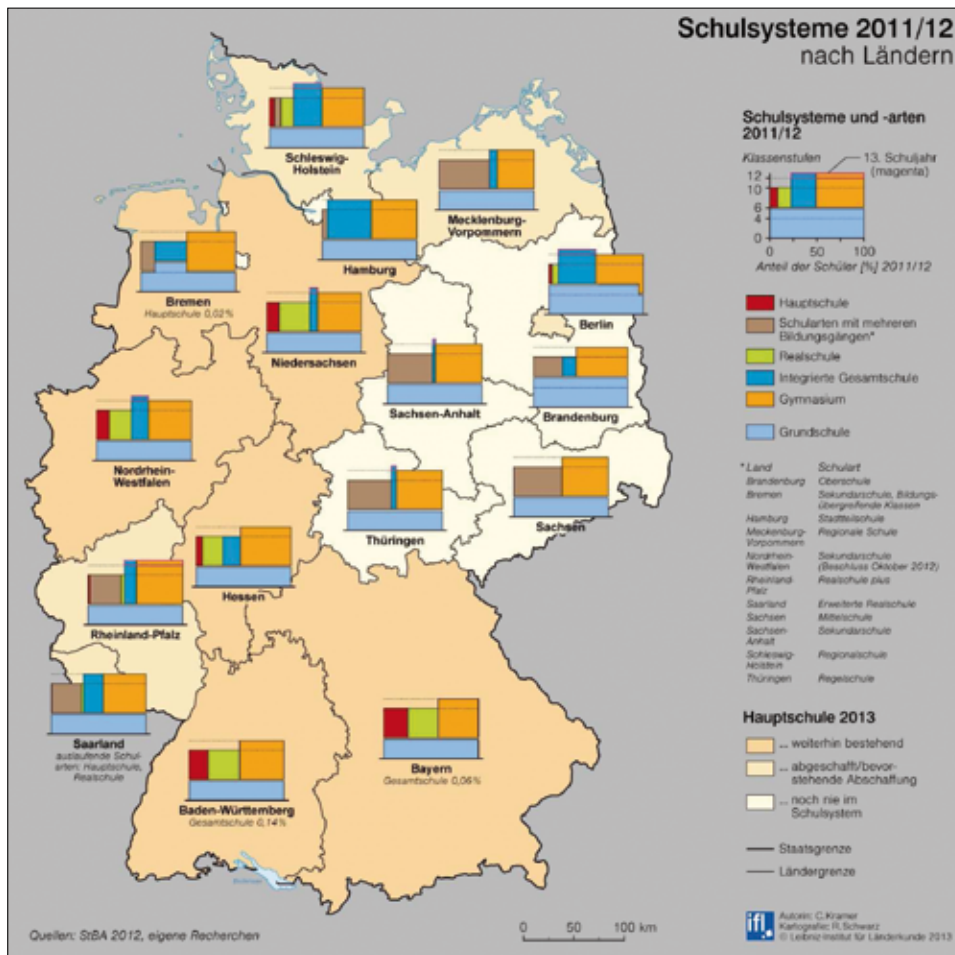 Schulsysteme 2011/12
nach Ländern
Schulsysteme und -arten
2011/12
Klassenstufen
13. Schuljahr
(magenta)
12
10
6
4
0
0
50
100
Anteil der Schüler [%] 2011/12
Hauptschule
Schularten mit mehreren
Bildungsgängen*
Realschule
Integrierte Gesamtschule
Gymnasium
Grundschule
* Land Schulart
Brandenburg Oberschule
Bremen Sekundarschule, Bildungs-
übergreifende Klassen
Hamburg Stadtteilschule
Meckenburg- Regionale Schule
Vorpommern
Nordrhein- Sekundarschule
Westfalen (Beschluss Oktober 2012)
Rheinland- Realschule plus
Pfalz
Saarland Erweiterte Realschule
Sachsen Mittelschule
Sachsen- Sekundarschule
Anhalt
Schleswig- Regionalschule
Holstein
Thüringen Regelschule
Hauptschule 2013
... weiterhin bestehend
... abgeschafft/bevor-
stehende Abschaffung
... noch nie im
Schulsystem
Staatsgrenze
Ländergrenze
Schleswig-
Holstein
Mecklenburg-
Vorpommern
Hamburg
Bremen
Hauptschule 0,02%
Niedersachsen
Berlin
Sachsen-Anhalt
Brandenburg
Nordrhein-
Westfalen
Thüringen
Sachsen
Hessen
Rheinland-Pfalz
Saarland
auslaufende Schul-
arten: Hauptschule,
Realschule
Bayern
Gesamtschule 0,06%
Baden-Württemberg
Gesamtschule 0,14%
Quellen: StBA 2012, eigene Recherchen
0 50 100 km
ifl
Autorin: C.Kramer
Kartografie: R.Schwarz
© Leibniz-Institut für Länderkunde 2013